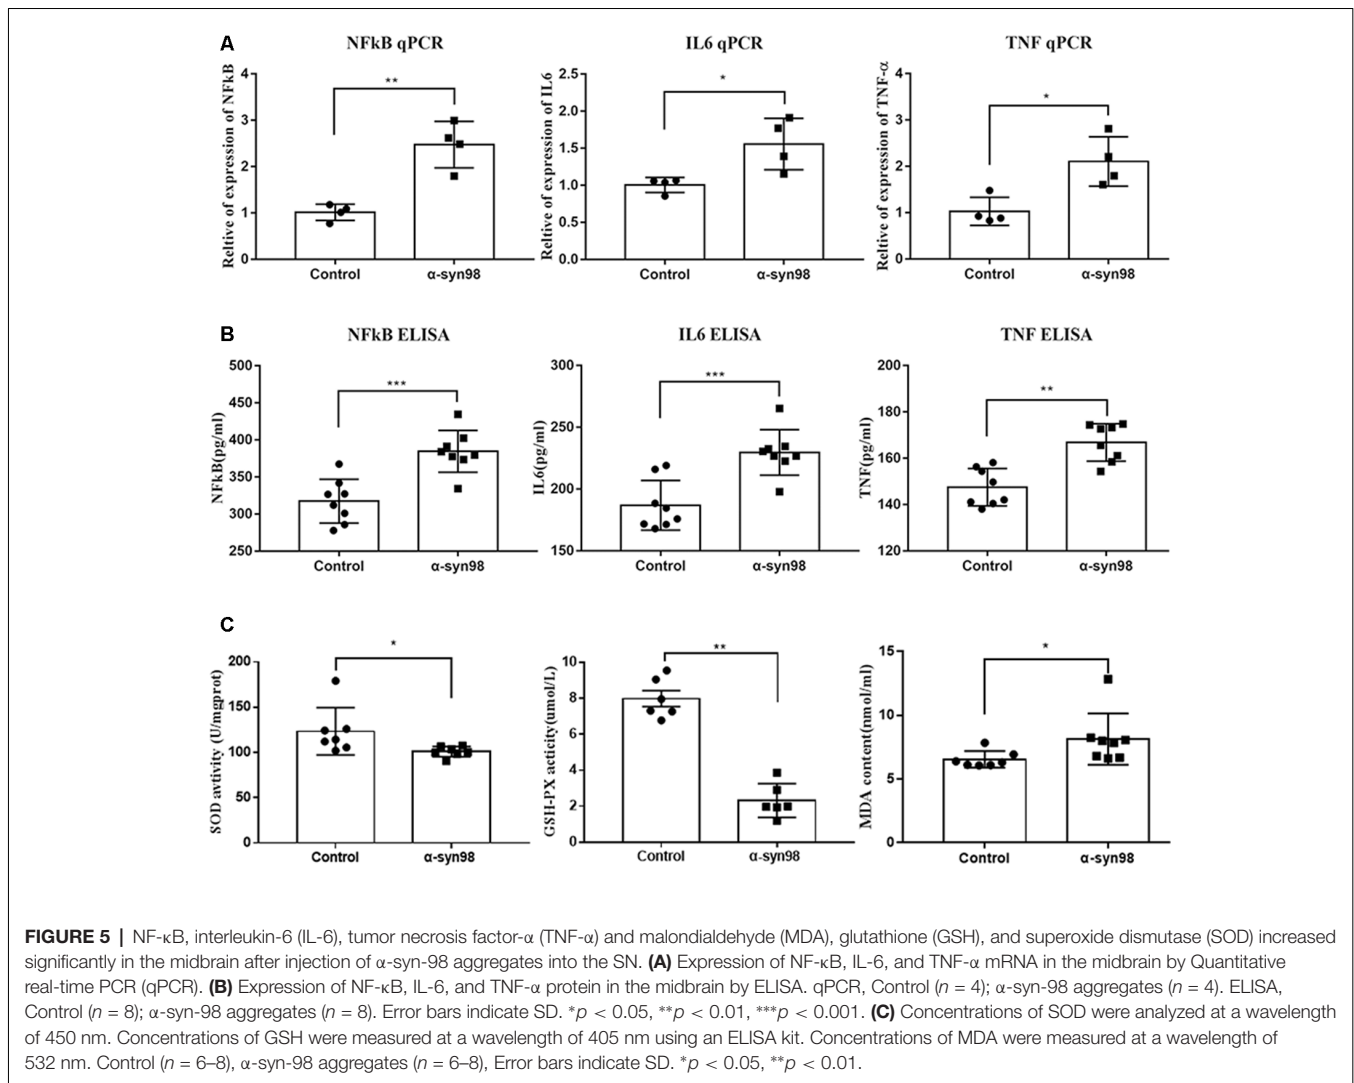 A
NFkB qPCR
Reltive of expression of NFkB
4
3
2
1
0
**
Control
α-syn98
IL6 qPCR
Reltive of expression of IL6
2.5
2.0
1.5
1.0
0.5
0.0
*
Control
α-syn98
TNF qPCR
Reltive of expression of TNF-α
4
3
2
1
0
*
Control
α-syn98
B
NFkB ELISA
NFkB(pg/ml)
500
450
400
350
300
250
***
Control
α-syn98
IL6 ELISA
IL6(pg/ml)
300
250
200
150
***
Control
α-syn98
TNF ELISA
TNF(pg/ml)
200
180
160
140
120
**
Control
α-syn98
C
SOD avtivity (U/mgprot)
200
150
100
50
0
*
Control
α-syn98
GSH-PX acticity(umol/L)
10
8
6
4
2
0
**
Control
α-syn98
MDA content(nmol/ml)
15
10
5
0
*
Control
α-syn98
FIGURE 5 | NF-κB, interleukin-6 (IL-6), tumor necrosis factor-α (TNF-α) and malondialdehyde (MDA), glutathione (GSH), and superoxide dismutase (SOD) increased
significantly in the midbrain after injection of α-syn-98 aggregates into the SN. (A) Expression of NF-κB, IL-6, and TNF-α mRNA in the midbrain by Quantitative
real-time PCR (qPCR). (B) Expression of NF-κB, IL-6, and TNF-α protein in the midbrain by ELISA. qPCR, Control (n = 4); α-syn-98 aggregates (n = 4). ELISA,
Control (n = 8); α-syn-98 aggregates (n = 8). Error bars indicate SD. *p < 0.05, **p < 0.01, ***p < 0.001. (C) Concentrations of SOD were analyzed at a wavelength
of 450 nm. Concentrations of GSH were measured at a wavelength of 405 nm using an ELISA kit. Concentrations of MDA were measured at a wavelength of
532 nm. Control (n = 6–8), α-syn-98 aggregates (n = 6–8), Error bars indicate SD. *p < 0.05, **p < 0.01.